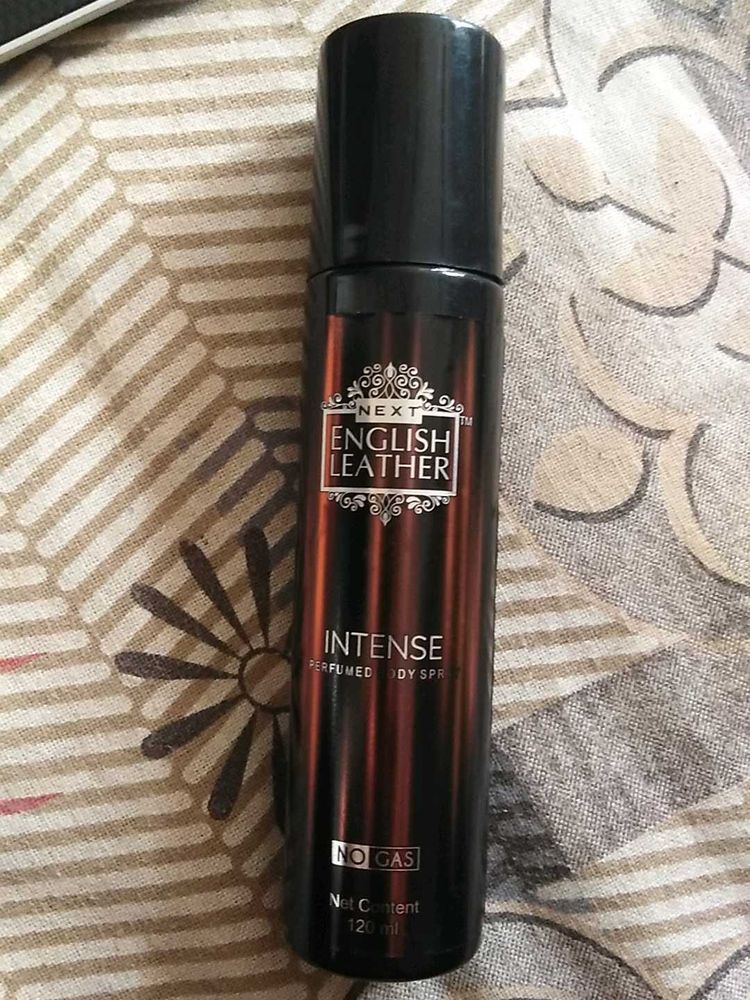 NEXT
TM
ENGLISH
LEATHER
INTENSE
PERFUMED BODY SPRAY
NO GAS
Net Content
120 ml